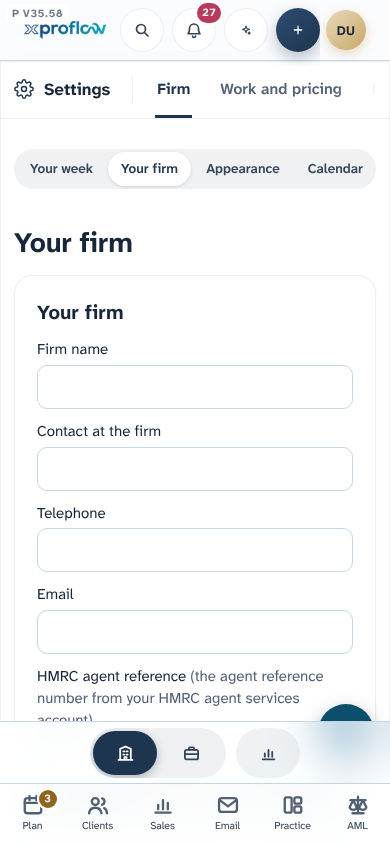 P V35.58
xproflow
27
DU
Settings
Firm
Work and pricing
Your week
Your firm
Appearance
Calendar
Your firm
Your firm
Firm name
Contact at the firm
Telephone
Email
HMRC agent reference (the agent reference
number from your HMRC agent services
account)
3
Plan
Clients
Sales
Email
Practice
AML